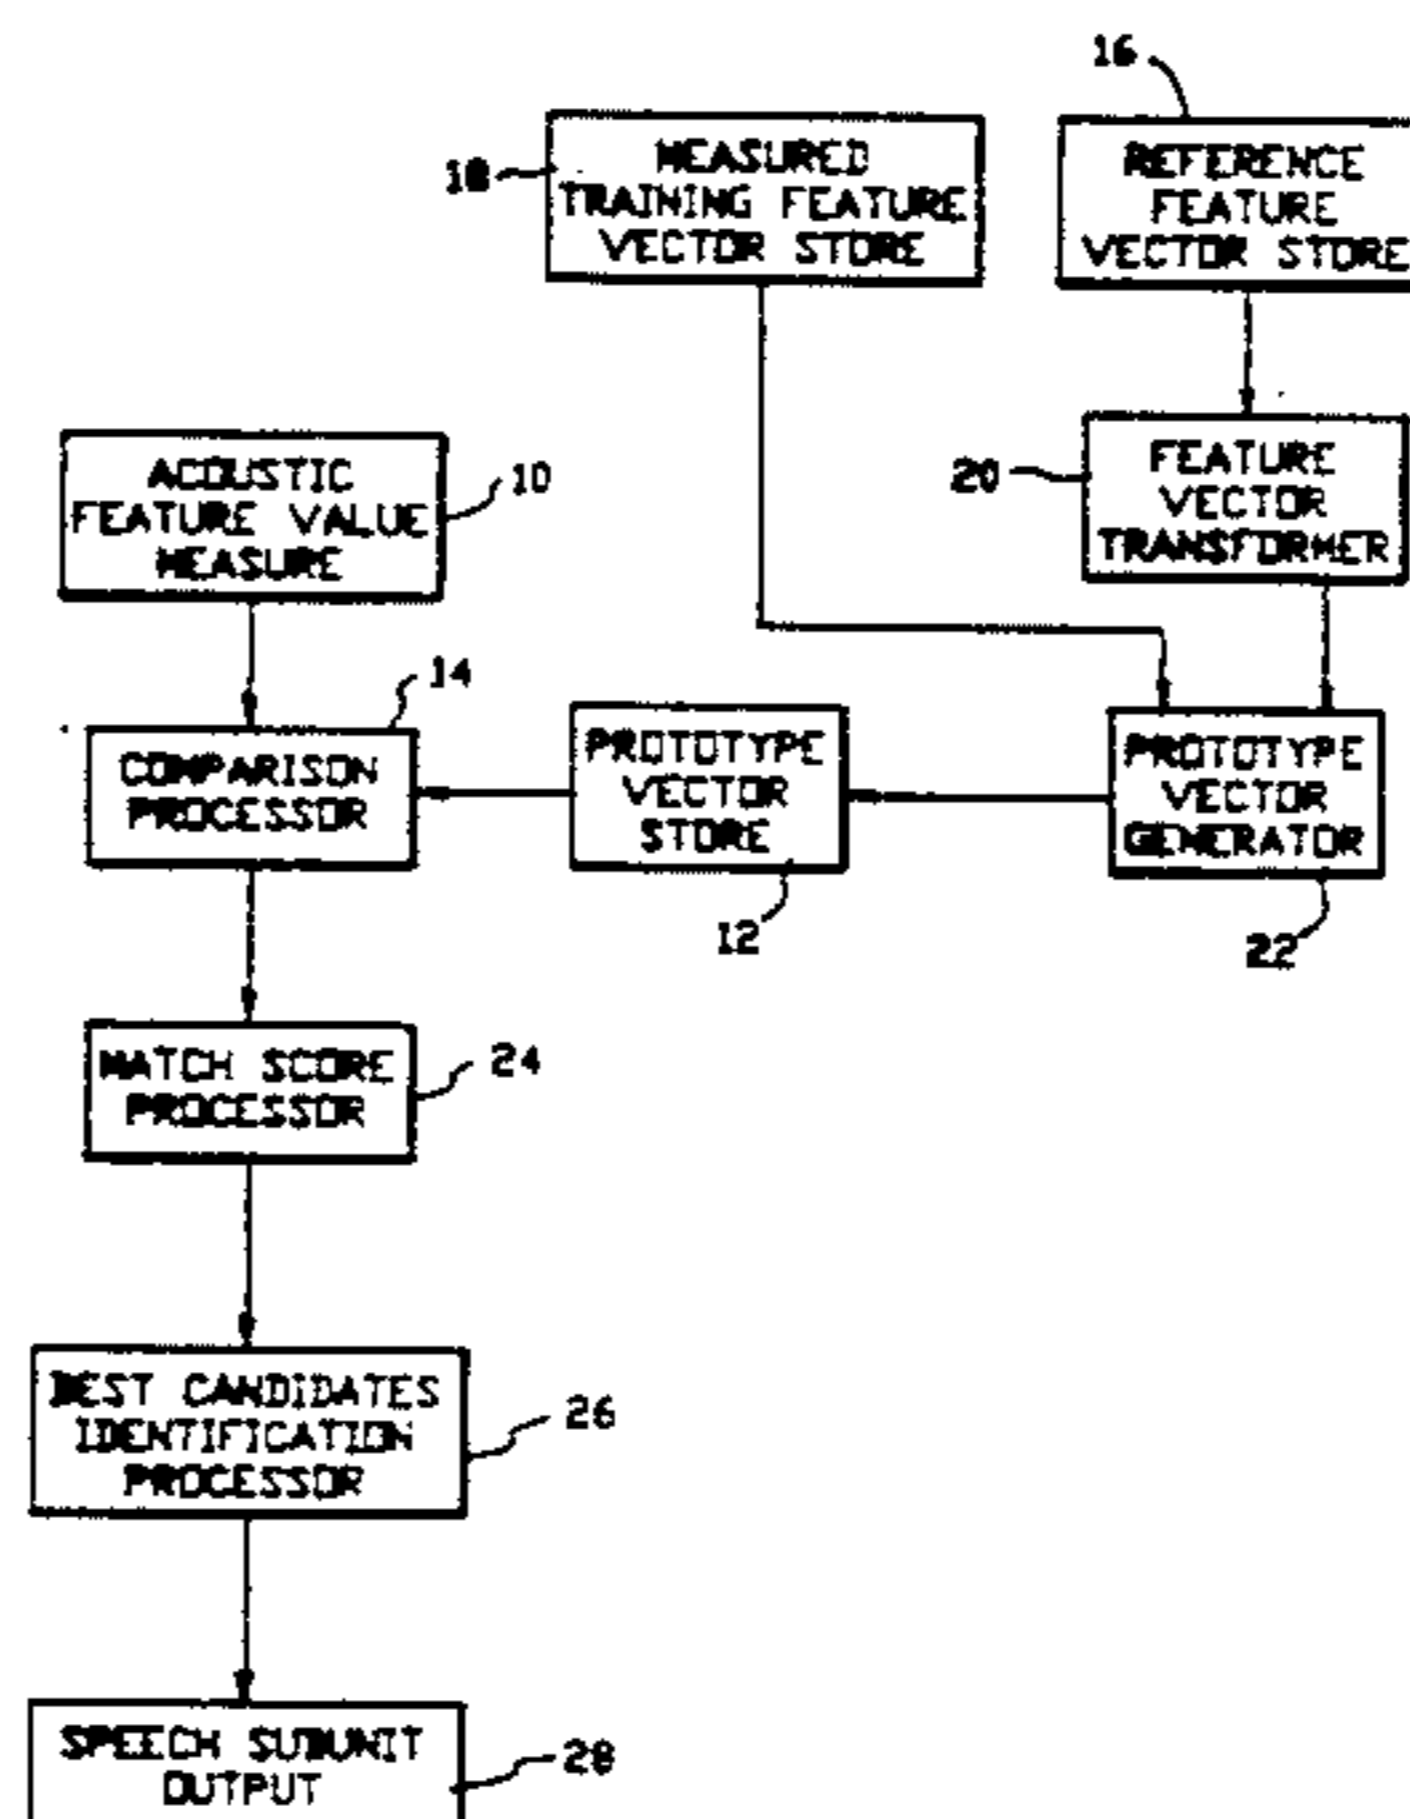 16
18
MEASURED
TRAINING FEATURE
VECTOR STORE
REFERENCE
FEATURE
VECTOR STORE
ACOUSTIC
FEATURE VALUE
MEASURE
10
20
FEATURE
VECTOR
TRANSFORMER
14
COMPARISON
PROCESSOR
PROTOTYPE
VECTOR
STORE
12
PROTOTYPE
VECTOR
GENERATOR
22
MATCH SCORE
PROCESSOR
24
BEST CANDIDATES
IDENTIFICATION
PROCESSOR
26
SPEECH SUBUNIT
OUTPUT
28